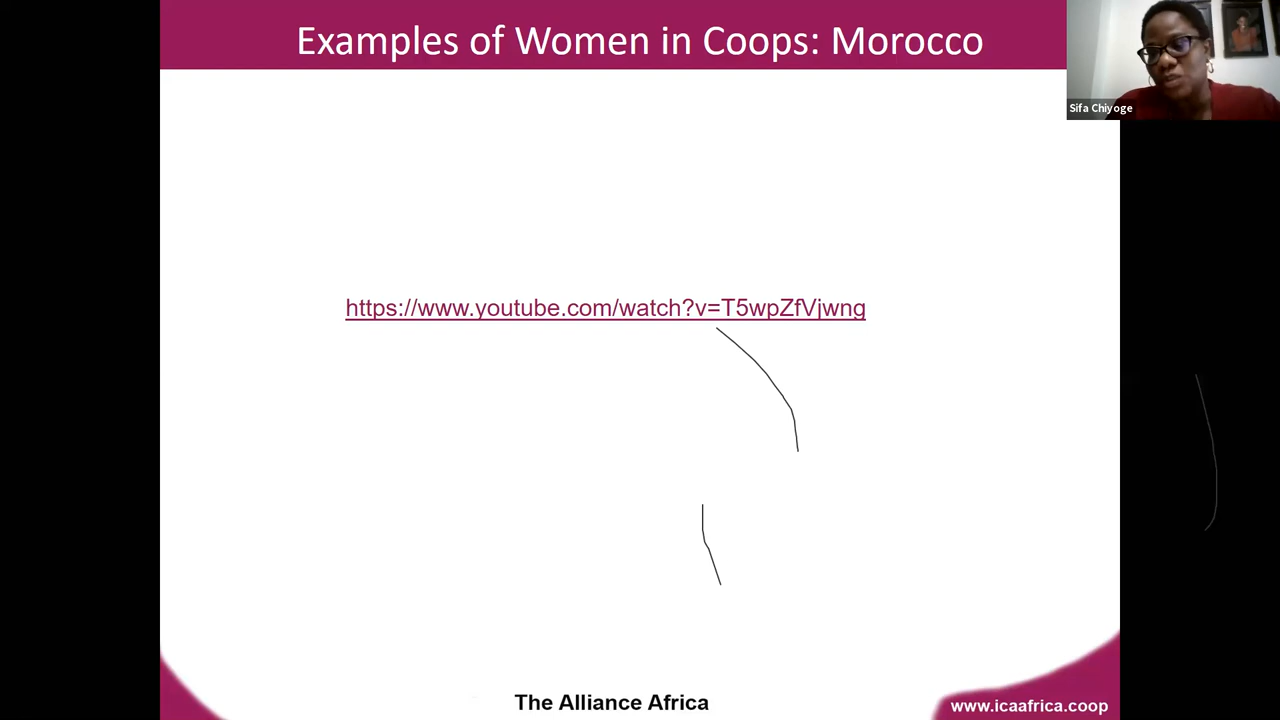 Examples of Women in Coops: Morocco
Sifa Chiyoge
https://www.youtube.com/watch?v=T5wpZfVjwng
The Alliance Africa
www.icaafrica.coop